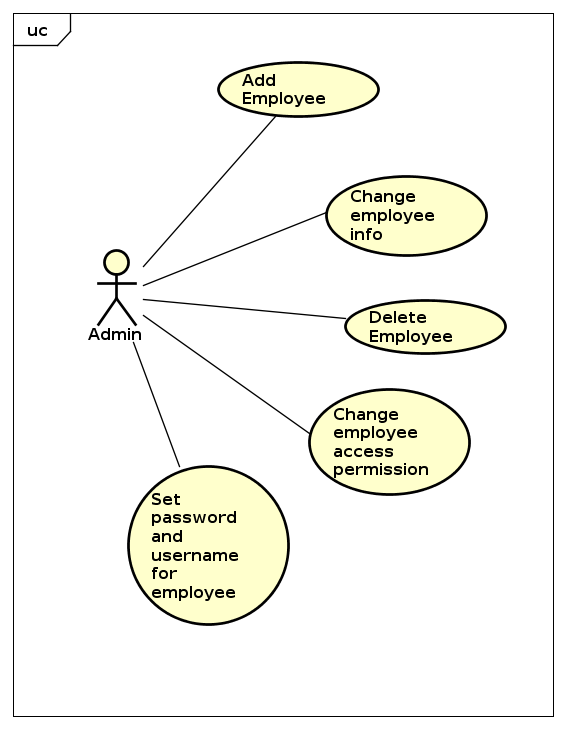 uc
Add
Employee
Change
employee
info
Admin
Delete
Employee
Change
employee
access
permission
Set
password
and
username
for
employee